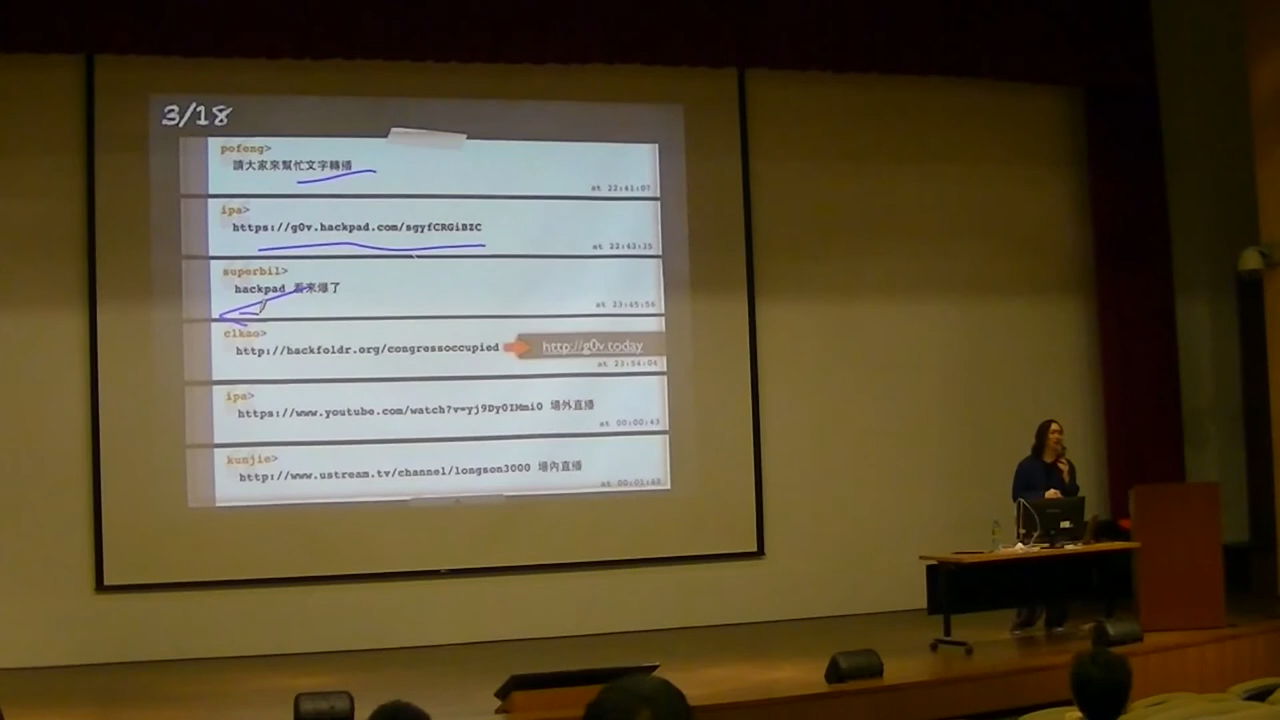 3/18
pofeng>
請大家來幫忙文字轉播
at 22:41:07
ipa>
https://g0v.hackpad.com/sgyfCRGiBZC
at 22:43:35
superbil>
hackpad 看來爆了
at 23:45:56
clkao>
http://hackfoldr.org/congressoccupied
http://g0v.today
at 23:54:04
ipa>
https://www.youtube.com/watch?v=yj9Dy0IMmi0 場外直播
at 00:00:43
kunjie>
http://www.ustream.tv/channel/longson3000 場內直播
at 00:01:48